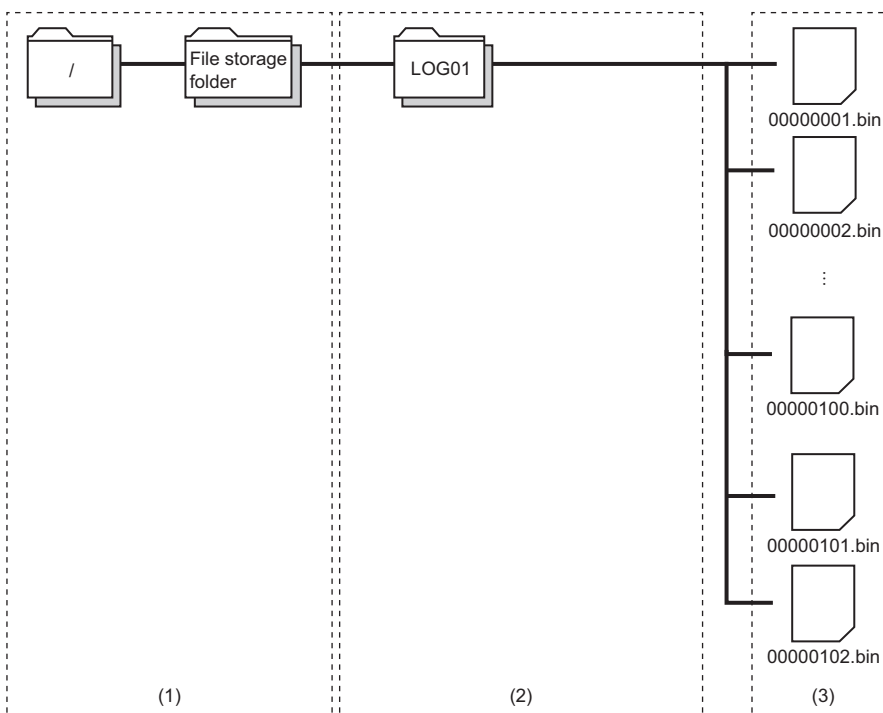 /
File storage
folder
LOG01
00000001.bin
00000002.bin
⋮
00000100.bin
00000101.bin
00000102.bin
(1)
(2)
(3)